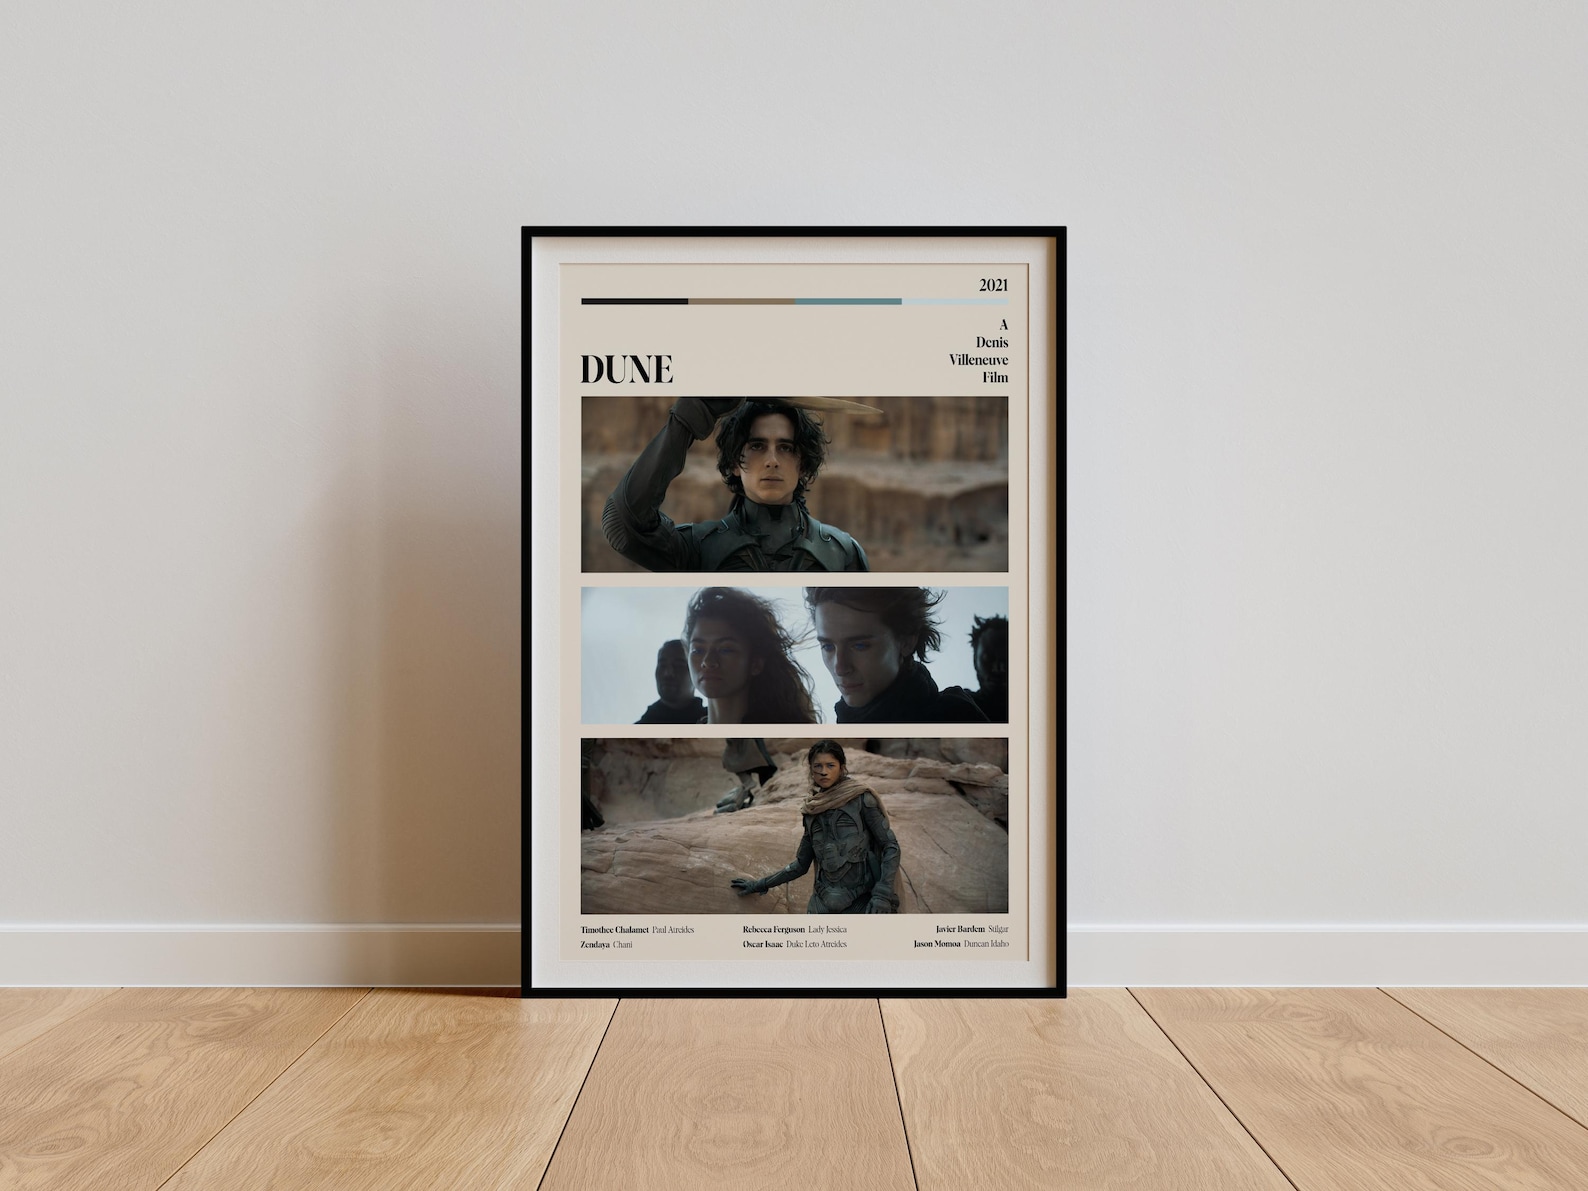 2021
A
Denis
Villeneuve
Film
DUNE
Timothee Chalamet Paul Atreides
Rebecca Ferguson Lady Jessica
Javier Bardem Stilgar
Zendaya Chani
Oscar Isaac Duke Leto Atreides
Jason Momoa Duncan Idaho